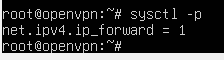 root@openvpn:~# sysctl -p
net.ipv4.ip_forward = 1
root@openvpn:~#